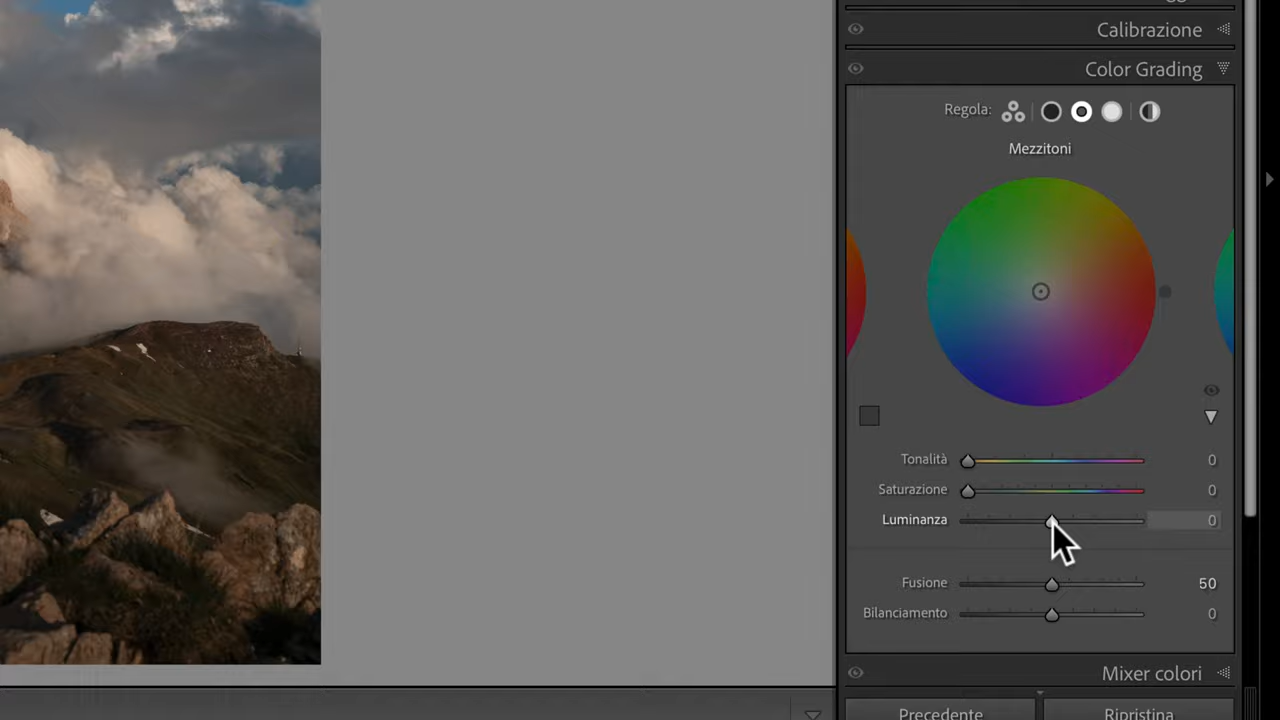 Calibrazione
Color Grading
Regola:
Mezzitoni
Tonalità 0
Saturazione 0
Luminanza 0
Fusione 50
Bilanciamento 0
Mixer colori
Precedente Ripristina